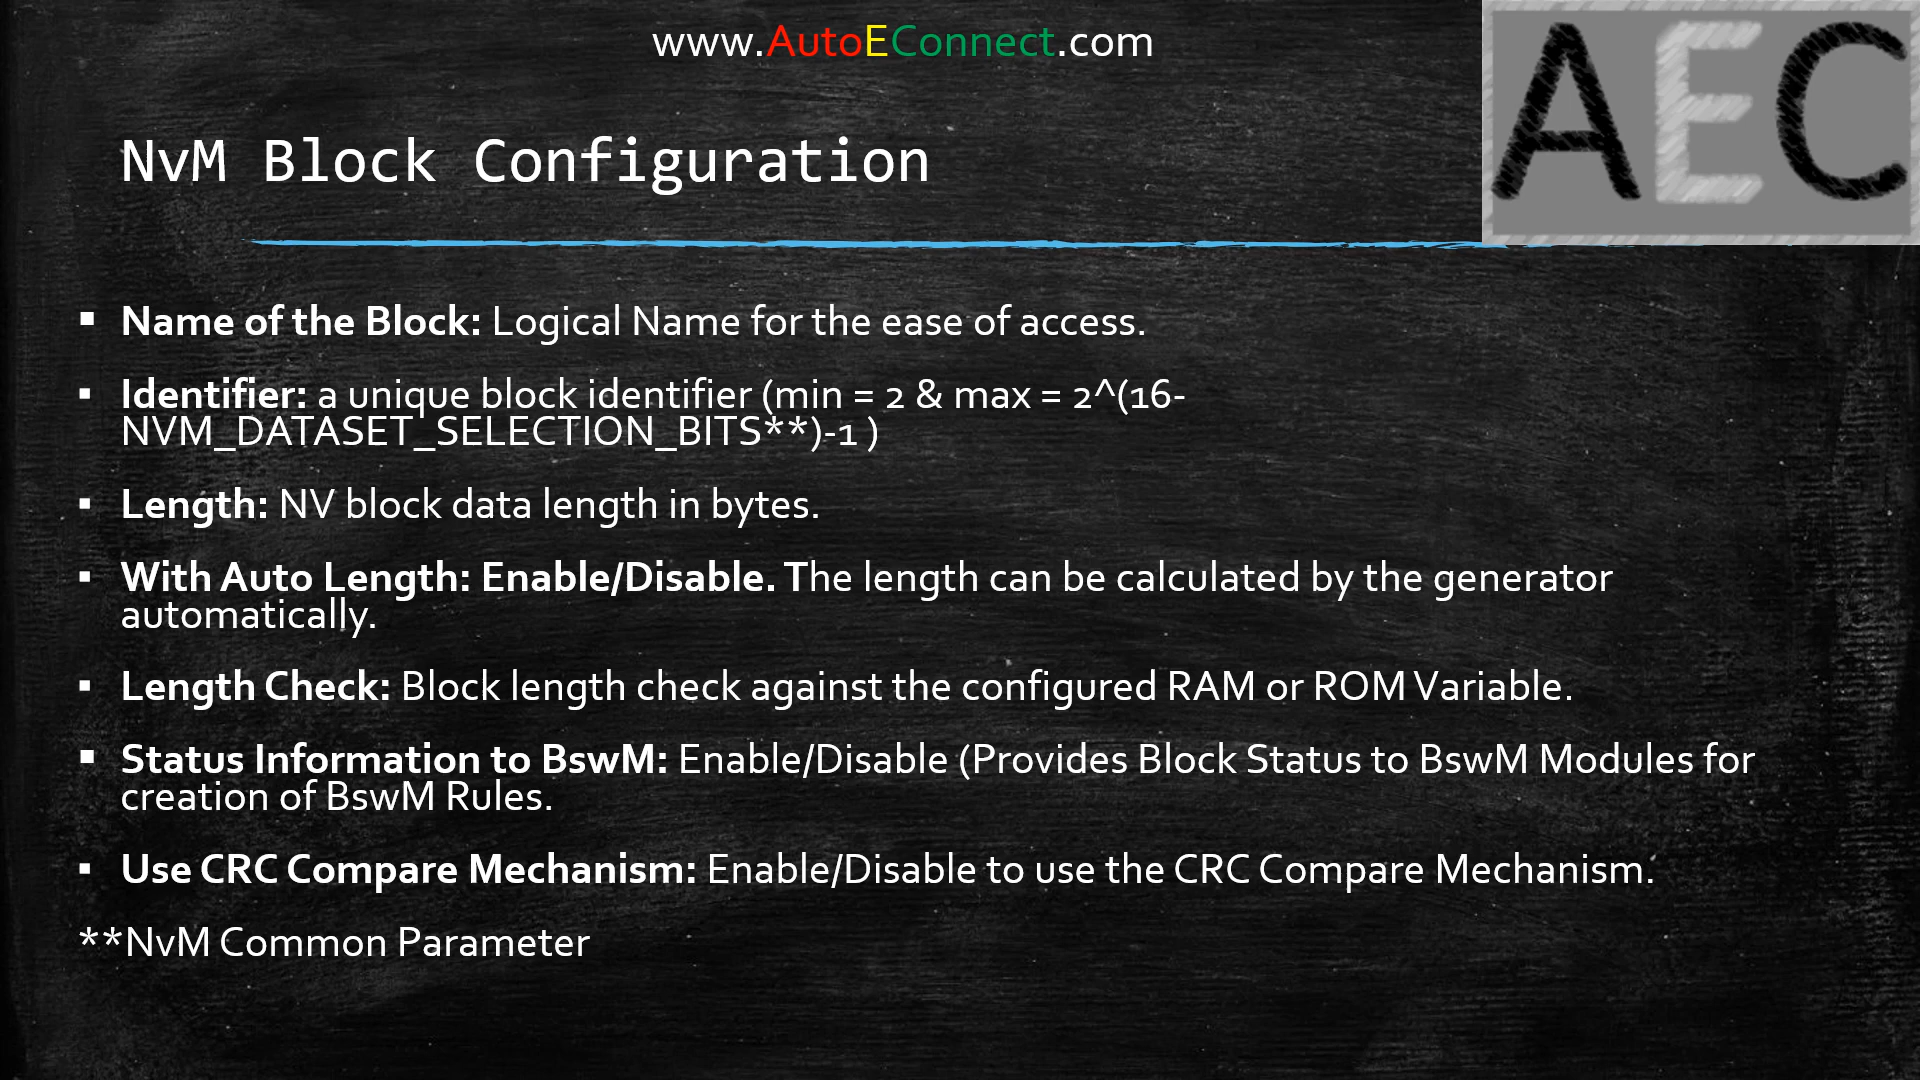 www.AutoEConnect.com
AEC
NvM Block Configuration
▪ Name of the Block: Logical Name for the ease of access.
▪ Identifier: a unique block identifier (min = 2 & max = 2^(16-
NVM_DATASET_SELECTION_BITS**)-1 )
▪ Length: NV block data length in bytes.
▪ With Auto Length: Enable/Disable. The length can be calculated by the generator
automatically.
▪ Length Check: Block length check against the configured RAM or ROM Variable.
▪ Status Information to BswM: Enable/Disable (Provides Block Status to BswM Modules for
creation of BswM Rules.
▪ Use CRC Compare Mechanism: Enable/Disable to use the CRC Compare Mechanism.
**NvM Common Parameter